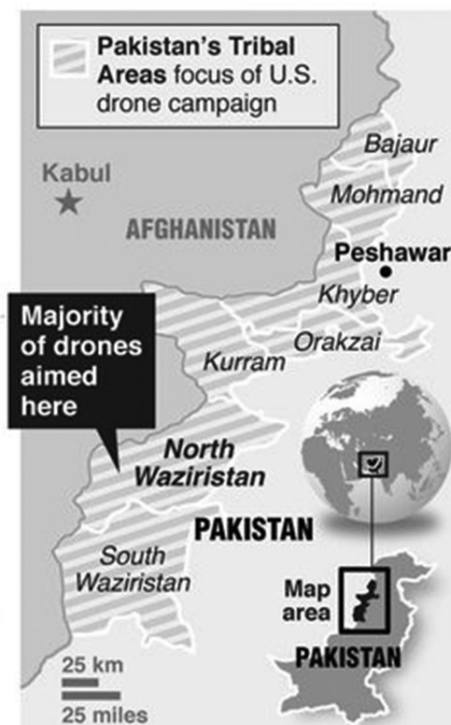 Pakistan's Tribal
Areas focus of U.S.
drone campaign
Bajaur
Kabul
Mohmand
AFGHANISTAN
Peshawar
Khyber
Majority
of drones
aimed
here
Orakzai
Kurram
North
Waziristan
PAKISTAN
South
Waziristan
Map
area
PAKISTAN
25 km
25 miles